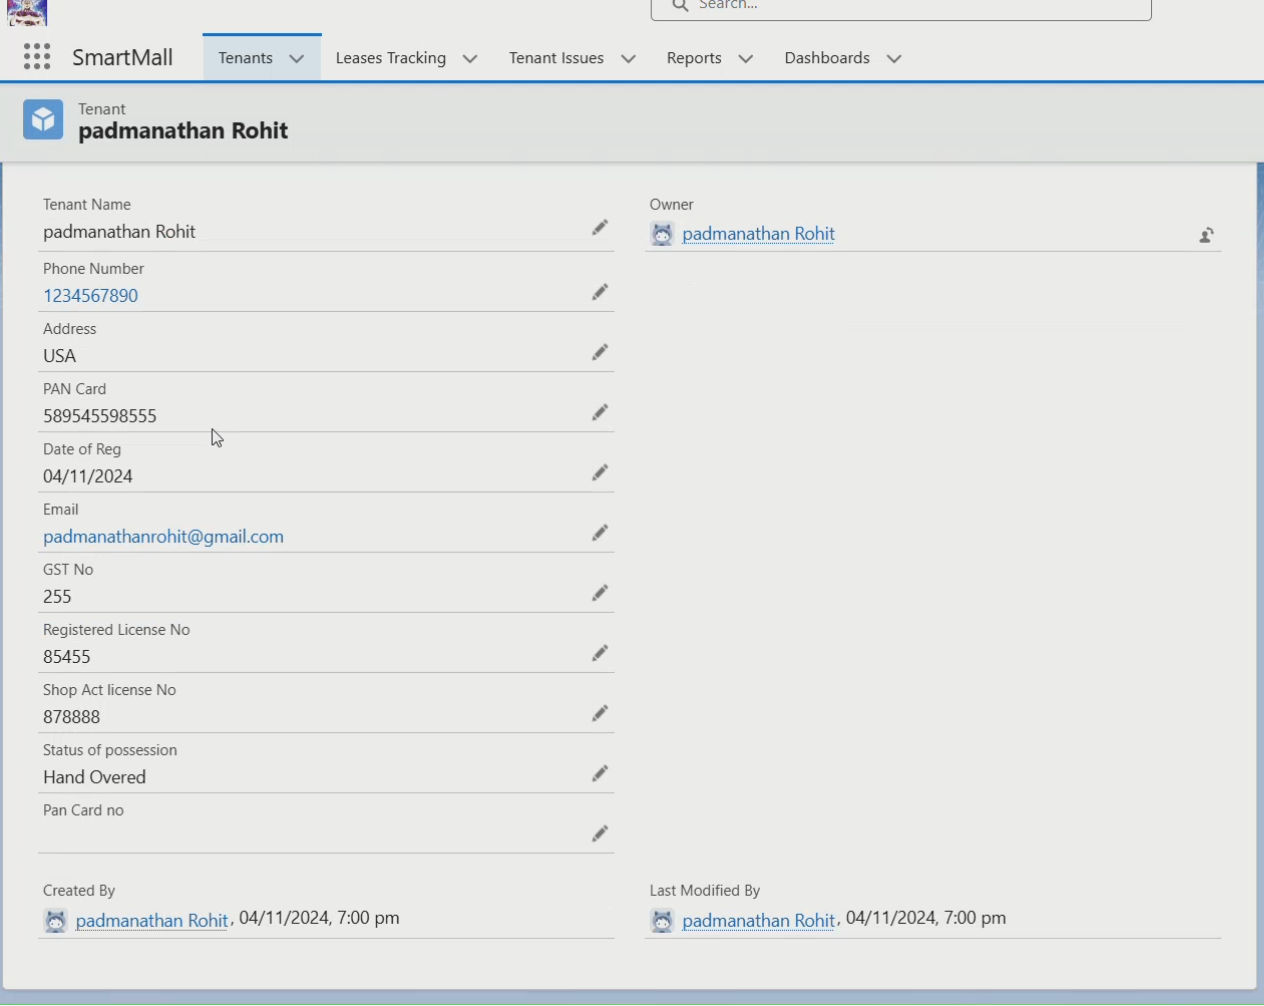 Search...
SmartMall
Tenants
Leases Tracking
Tenant Issues
Reports
Dashboards
Tenant
padmanathan Rohit
Tenant Name
padmanathan Rohit
Owner
padmanathan Rohit
Phone Number
1234567890
Address
USA
PAN Card
589545598555
Date of Reg
04/11/2024
Email
padmanathanrohit@gmail.com
GST No
255
Registered License No
85455
Shop Act license No
878888
Status of possession
Hand Overed
Pan Card no
Created By
padmanathan Rohit, 04/11/2024, 7:00 pm
Last Modified By
padmanathan Rohit, 04/11/2024, 7:00 pm